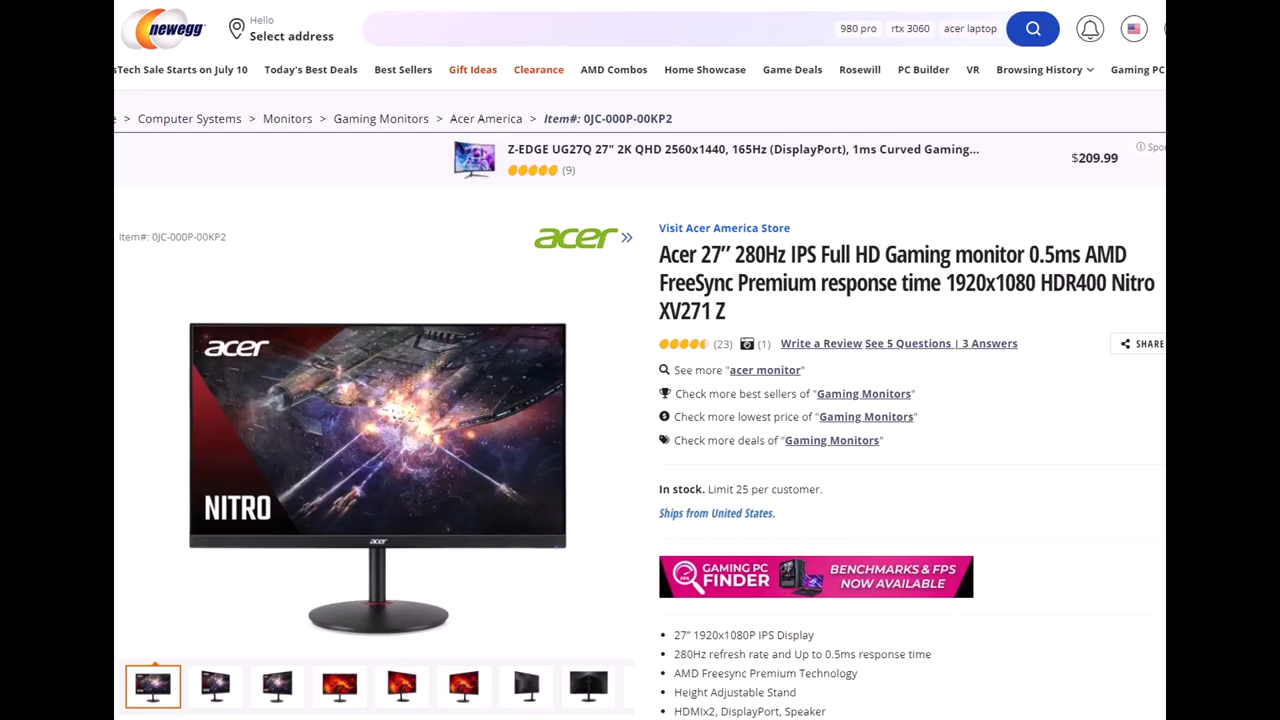 newegg
Hello
Select address
980 pro
rtx 3060
acer laptop
sTech Sale Starts on July 10
Today's Best Deals
Best Sellers
Gift Ideas
Clearance
AMD Combos
Home Showcase
Game Deals
Rosewill
PC Builder
VR
Browsing History
Gaming PC
e > Computer Systems > Monitors > Gaming Monitors > Acer America > Item#: 0JC-000P-00KP2
Z-EDGE UG27Q 27" 2K QHD 2560x1440, 165Hz (DisplayPort), 1ms Curved Gaming...
(9)
$209.99
Spo
Item#: 0JC-000P-00KP2
acer
Visit Acer America Store
Acer 27” 280Hz IPS Full HD Gaming monitor 0.5ms AMD
FreeSync Premium response time 1920x1080 HDR400 Nitro
XV271 Z
(23) (1) Write a Review See 5 Questions | 3 Answers
SHARE
See more "acer monitor"
Check more best sellers of "Gaming Monitors"
Check more lowest price of "Gaming Monitors"
Check more deals of "Gaming Monitors"
acer
NITRO
acer
In stock. Limit 25 per customer.
Ships from United States.
GAMING PC
FINDER
BENCHMARKS & FPS
NOW AVAILABLE
• 27” 1920x1080P IPS Display
• 280Hz refresh rate and Up to 0.5ms response time
• AMD Freesync Premium Technology
• Height Adjustable Stand
• HDMIx2, DisplayPort, Speaker